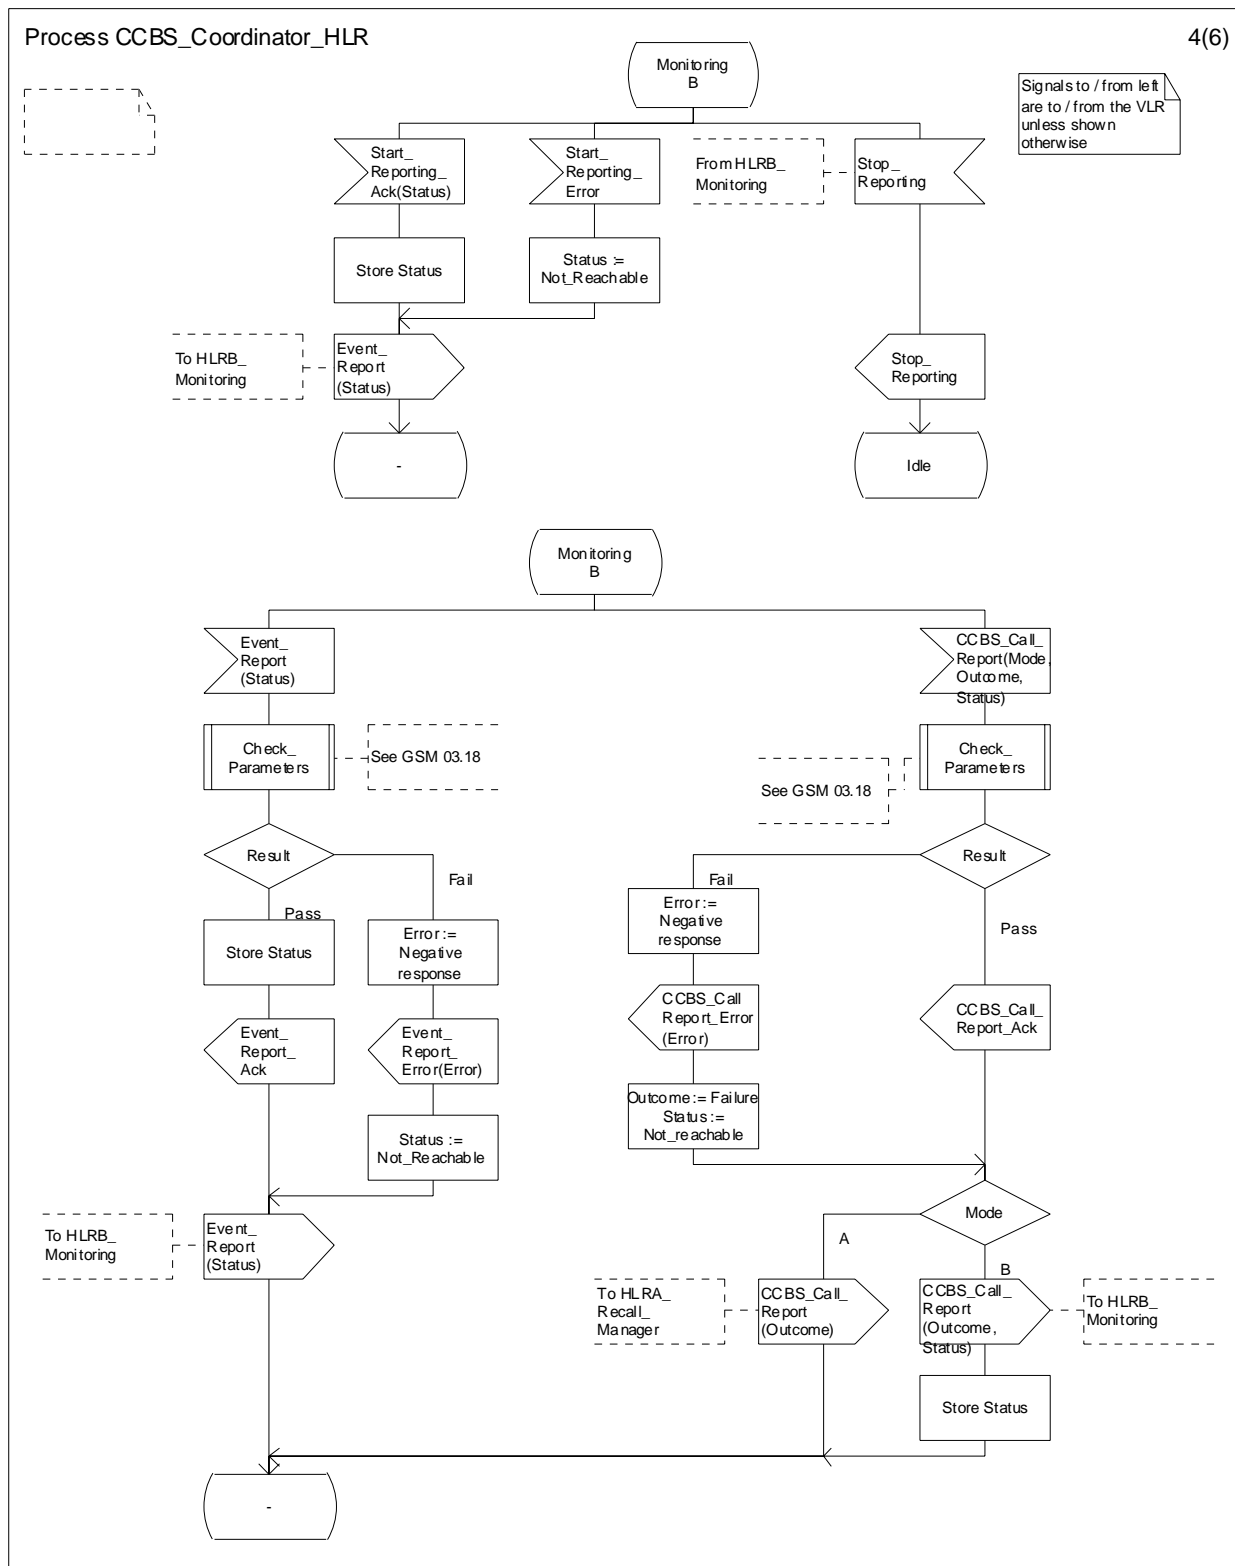 Process CCBS_Coordinator_HLR
4(6)
Monitoring
B
Signals to / from left
are to / from the VLR
unless shown
otherwise
Start_
Reporting_
Ack(Status)
Start_
Reporting_
Error
From HLRB_
Monitoring
Stop_
Reporting
Store Status
Status :=
Not_Reachable
To HLRB_
Monitoring
Event_
Report
(Status)
Stop_
Reporting
-
Idle
Monitoring
B
Event_
Report
(Status)
CCBS_Call_
Report(Mode,
Outcome,
Status)
Check_
Parameters
See GSM 03.18
See GSM 03.18
Check_
Parameters
Result
Fail
Pass
Result
Fail
Pass
Store Status
Error :=
Negative
response
Error :=
Negative
response
Event_
Report_
Ack
Event_
Report_
Error(Error)
CCBS_Call
Report_Error
(Error)
CCBS_Call_
Report_Ack
Status :=
Not_Reachable
Outcome := Failure
Status :=
Not_reachable
To HLRB_
Monitoring
Event_
Report
(Status)
Mode
A
B
To HLRA_
Recall_
Manager
CCBS_Call_
Report
(Outcome)
CCBS_Call_
Report
(Outcome,
Status)
To HLRB_
Monitoring
Store Status
-